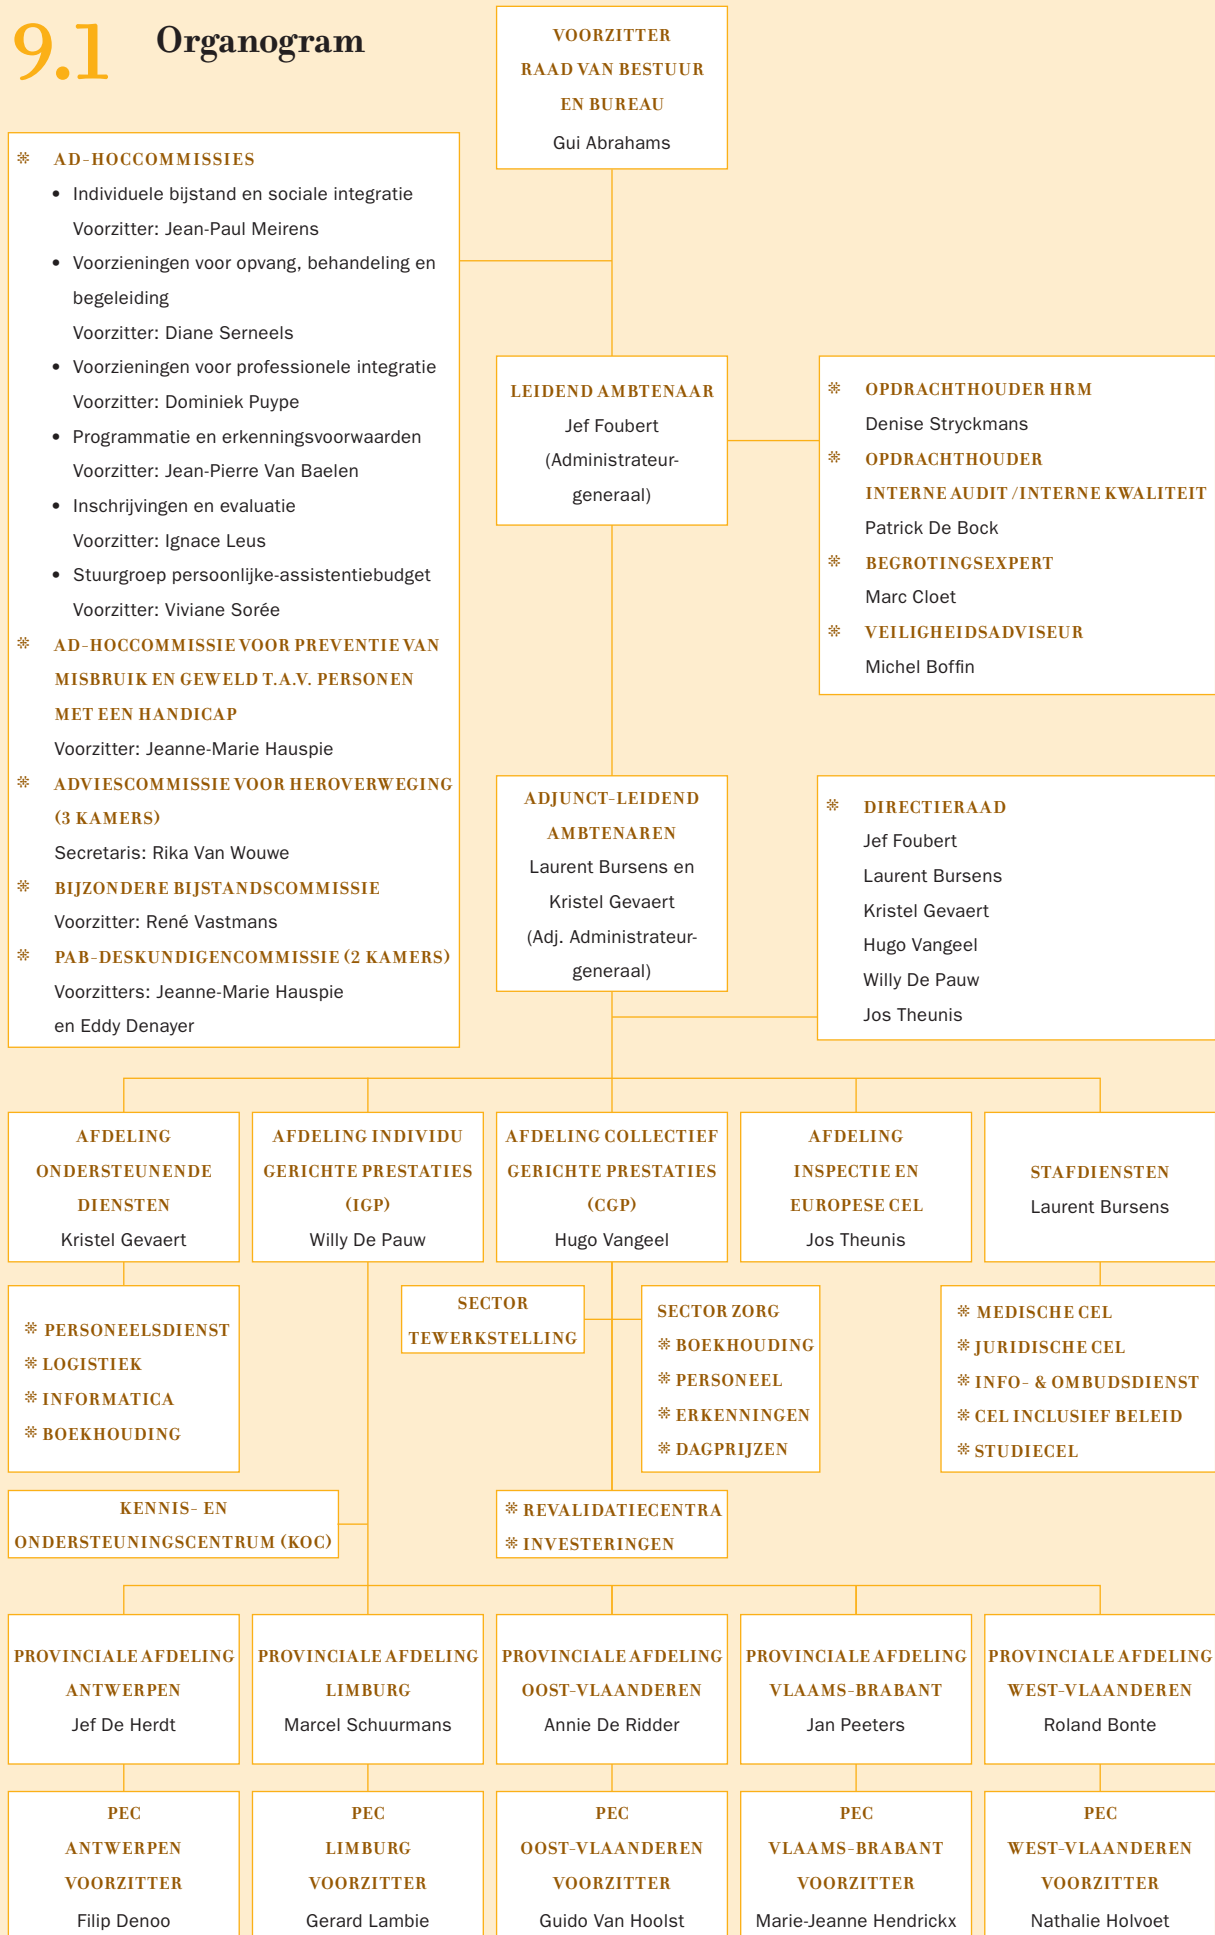 9.1 Organogram
VOORZITTER
RAAD VAN BESTUUR
EN BUREAU
Gui Abrahams
※ AD-HOCCOMMISSIES
• Individuele bijstand en sociale integratie
Voorzitter: Jean-Paul Meirens
• Voorzieningen voor opvang, behandeling en
begeleiding
Voorzitter: Diane Serneels
• Voorzieningen voor professionele integratie
Voorzitter: Dominiek Puype
• Programmatie en erkenningsvoorwaarden
Voorzitter: Jean-Pierre Van Baelen
• Inschrijvingen en evaluatie
Voorzitter: Ignace Leus
• Stuurgroep persoonlijke-assistentiebudget
Voorzitter: Viviane Sorée
※ AD-HOCCOMMISSIE VOOR PREVENTIE VAN
MISBRUIK EN GEWELD T.A.V. PERSONEN
MET EEN HANDICAP
Voorzitter: Jeanne-Marie Hauspie
※ ADVIESCOMMISSIE VOOR HEROVERWEGING
(3 KAMERS)
Secretaris: Rika Van Wouwe
※ BIJZONDERE BIJSTANDSCOMMISSIE
Voorzitter: René Vastmans
※ PAB-DESKUNDIGENCOMMISSIE (2 KAMERS)
Voorzitters: Jeanne-Marie Hauspie
en Eddy Denayer
LEIDEND AMBTENAAR
Jef Foubert
(Administrateur-
generaal)
※ OPDRACHTHOUDER HRM
Denise Stryckmans
※ OPDRACHTHOUDER
INTERNE AUDIT /INTERNE KWALITEIT
Patrick De Bock
※ BEGROTINGSEXPERT
Marc Cloet
※ VEILIGHEIDSADVISEUR
Michel Boffin
ADJUNCT-LEIDEND
AMBTENAREN
Laurent Bursens en
Kristel Gevaert
(Adj. Administrateur-
generaal)
※ DIRECTIERAAD
Jef Foubert
Laurent Bursens
Kristel Gevaert
Hugo Vangeel
Willy De Pauw
Jos Theunis
AFDELING
ONDERSTEUNENDE
DIENSTEN
Kristel Gevaert
AFDELING INDIVIDU
GERICHTE PRESTATIES
(IGP)
Willy De Pauw
AFDELING COLLECTIEF
GERICHTE PRESTATIES
(CGP)
Hugo Vangeel
AFDELING
INSPECTIE EN
EUROPESE CEL
Jos Theunis
STAFDIENSTEN
Laurent Bursens
※ PERSONEELSDIENST
※ LOGISTIEK
※ INFORMATICA
※ BOEKHOUDING
SECTOR
TEWERKSTELLING
SECTOR ZORG
※ BOEKHOUDING
※ PERSONEEL
※ ERKENNINGEN
※ DAGPRIJZEN
※ MEDISCHE CEL
※ JURIDISCHE CEL
※ INFO- & OMBUDSDIENST
※ CEL INCLUSIEF BELEID
※ STUDIECEL
KENNIS- EN
ONDERSTEUNINGSCENTRUM (KOC)
※ REVALIDATIECENTRA
※ INVESTERINGEN
PROVINCIALE AFDELING
ANTWERPEN
Jef De Herdt
PROVINCIALE AFDELING
LIMBURG
Marcel Schuurmans
PROVINCIALE AFDELING
OOST-VLAANDEREN
Annie De Ridder
PROVINCIALE AFDELING
VLAAMS-BRABANT
Jan Peeters
PROVINCIALE AFDELING
WEST-VLAANDEREN
Roland Bonte
PEC
ANTWERPEN
VOORZITTER
Filip Denoo
PEC
LIMBURG
VOORZITTER
Gerard Lambie
PEC
OOST-VLAANDEREN
VOORZITTER
Guido Van Hoolst
PEC
VLAAMS-BRABANT
VOORZITTER
Marie-Jeanne Hendrickx
PEC
WEST-VLAANDEREN
VOORZITTER
Nathalie Holvoet